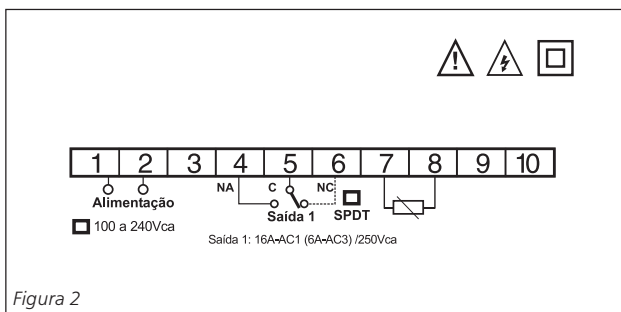 1 2 3 4 5 6 7 8 9 10
NA C NC
Alimentação Saída 1 SPDT
100 a 240Vca
Saída 1: 16A-AC1 (6A-AC3) /250Vca
Figura 2